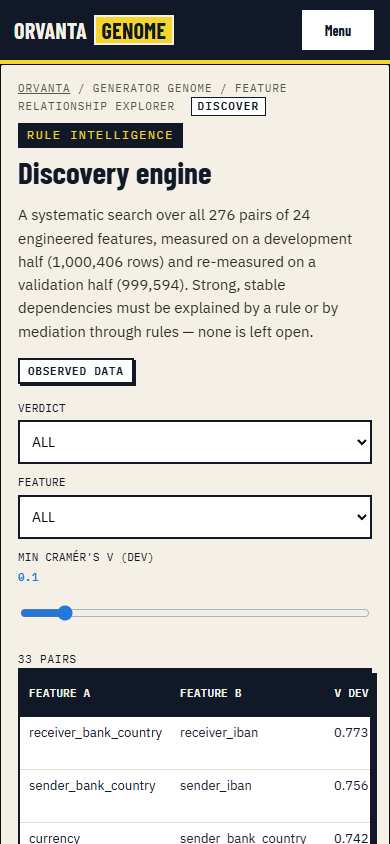 ORVANTA GENOME
Menu
ORVANTA / GENERATOR GENOME / FEATURE
RELATIONSHIP EXPLORER DISCOVER
RULE INTELLIGENCE
Discovery engine
A systematic search over all 276 pairs of 24
engineered features, measured on a development
half (1,000,406 rows) and re-measured on a
validation half (999,594). Strong, stable
dependencies must be explained by a rule or by
mediation through rules — none is left open.
OBSERVED DATA
VERDICT
ALL
FEATURE
ALL
MIN CRAMÉR'S V (DEV)
0.1
33 PAIRS
FEATURE A FEATURE B V DEV
receiver_bank_country receiver_iban 0.773
sender_bank_country sender_iban 0.756
currency sender_bank_country 0.742